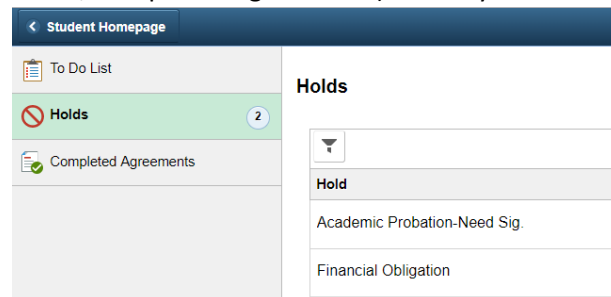 Student Homepage
To Do List
Holds 2
Completed Agreements
Holds
Hold
Academic Probation-Need Sig.
Financial Obligation